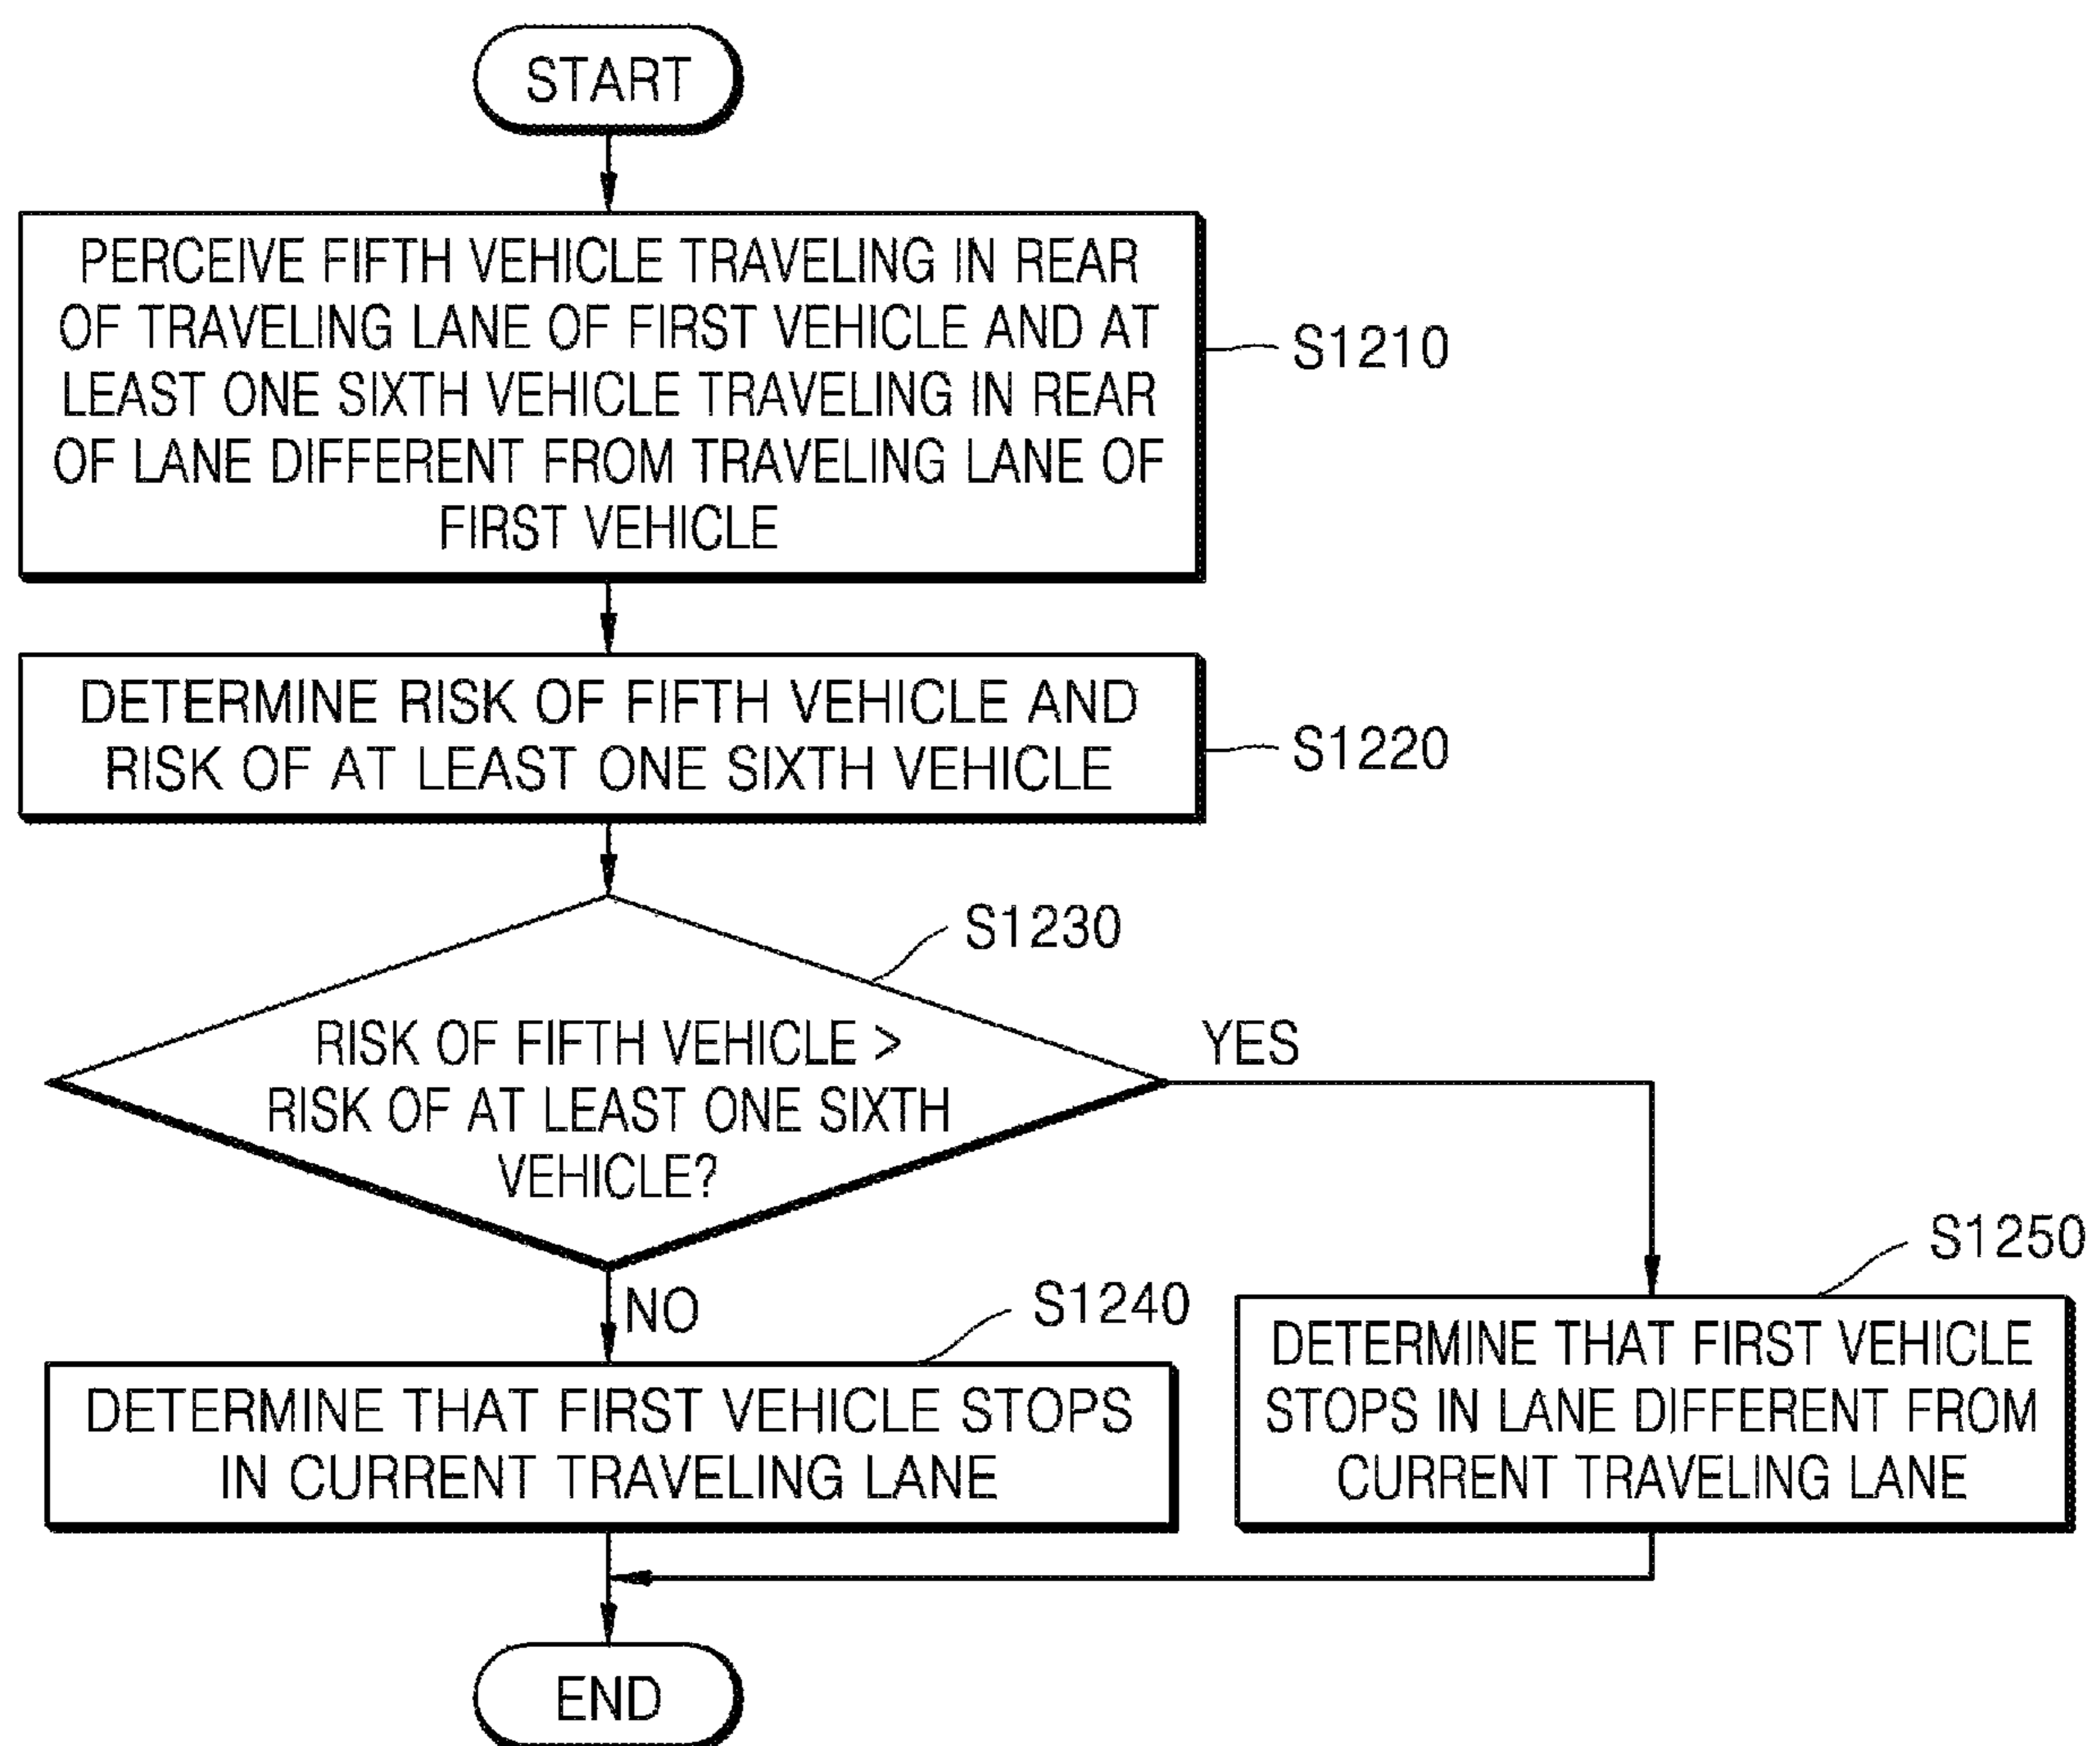 START
PERCEIVE FIFTH VEHICLE TRAVELING IN REAR
OF TRAVELING LANE OF FIRST VEHICLE AND AT
LEAST ONE SIXTH VEHICLE TRAVELING IN REAR
OF LANE DIFFERENT FROM TRAVELING LANE OF
FIRST VEHICLE
S1210
DETERMINE RISK OF FIFTH VEHICLE AND
RISK OF AT LEAST ONE SIXTH VEHICLE
S1220
S1230
RISK OF FIFTH VEHICLE >
RISK OF AT LEAST ONE SIXTH
VEHICLE?
YES
NO
S1240
DETERMINE THAT FIRST VEHICLE STOPS
IN CURRENT TRAVELING LANE
S1250
DETERMINE THAT FIRST VEHICLE
STOPS IN LANE DIFFERENT FROM
CURRENT TRAVELING LANE
END